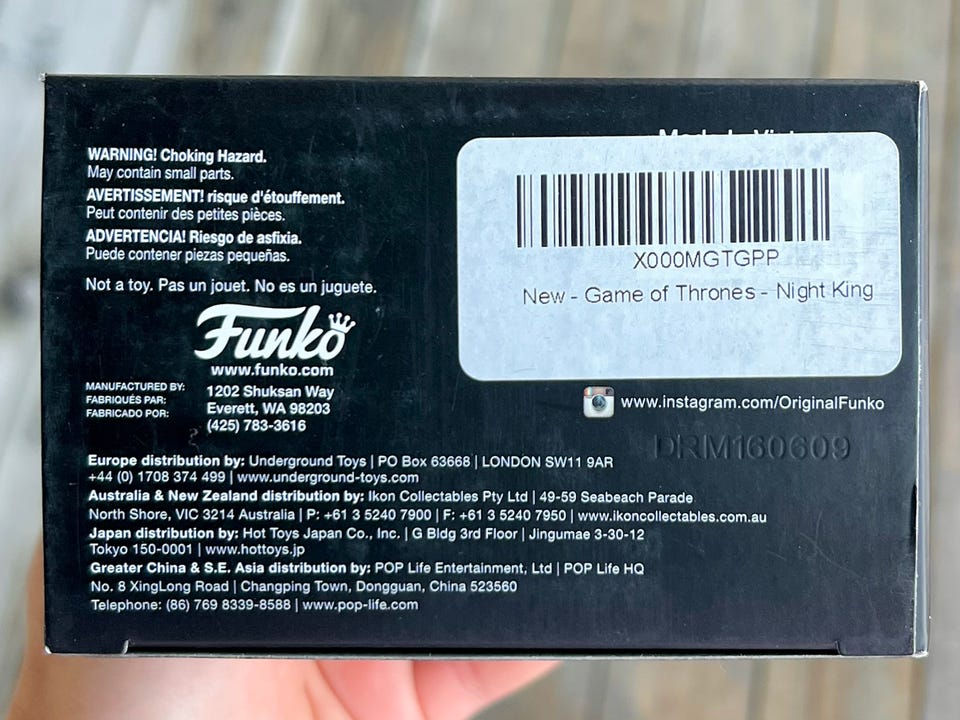 WARNING! Choking Hazard.
May contain small parts.
AVERTISSEMENT! risque d'étouffement.
Peut contenir des petites pièces.
ADVERTENCIA! Riesgo de asfixia.
Puede contener piezas pequeñas.
Not a toy. Pas un jouet. No es un juguete.
Funko
www.funko.com
MANUFACTURED BY:
FABRIQUÉS PAR:
FABRICADO POR:
1202 Shuksan Way
Everett, WA 98203
(425) 783-3616
X000MGTGPP
New - Game of Thrones - Night King
www.instagram.com/OriginalFunko
DRM160609
Europe distribution by: Underground Toys | PO Box 63668 | LONDON SW11 9AR
+44 (0) 1708 374 499 | www.underground-toys.com
Australia & New Zealand distribution by: Ikon Collectables Pty Ltd | 49-59 Seabeach Parade
North Shore, VIC 3214 Australia | P: +61 3 5240 7900 | F: +61 3 5240 7950 | www.ikoncollectables.com.au
Japan distribution by: Hot Toys Japan Co., Inc. | G Bldg 3rd Floor | Jingumae 3-30-12
Tokyo 150-0001 | www.hottoys.jp
Greater China & S.E. Asia distribution by: POP Life Entertainment, Ltd | POP Life HQ
No. 8 XingLong Road | Changping Town, Dongguan, China 523560
Telephone: (86) 769 8339-8588 | www.pop-life.com